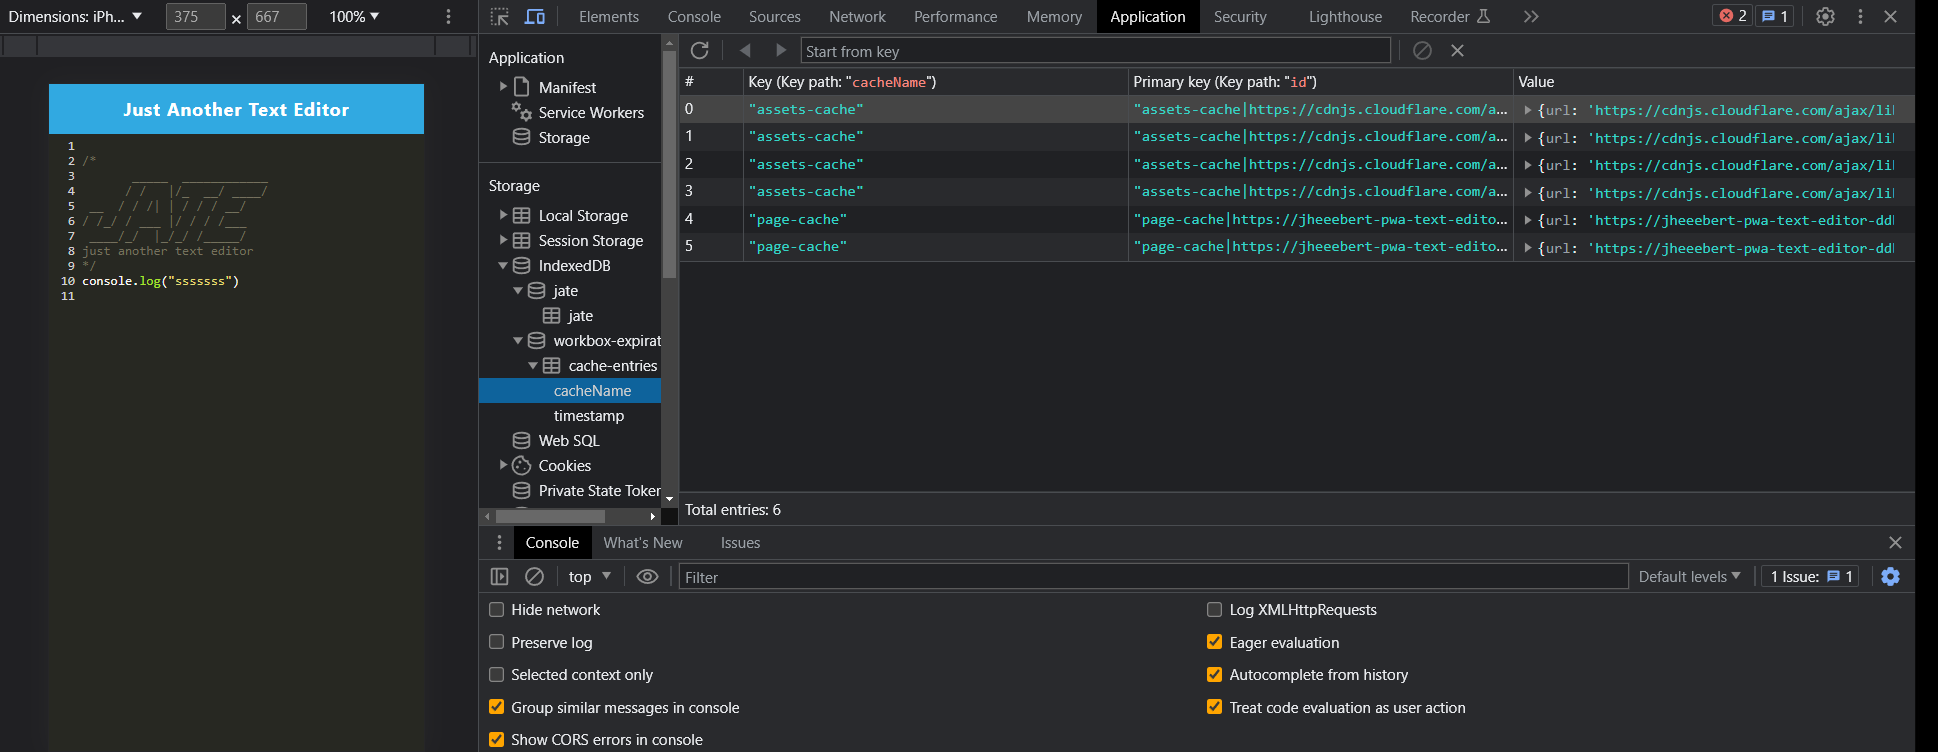 Dimensions: iPh... 375 × 667 100%
Elements Console Sources Network Performance Memory Application Security Lighthouse Recorder 2 1
Just Another Text Editor
1
2 /*
3 _____  ____________
4 / /   |/_  __/ ____/
5 __  / / /| | / / / __/
6 / /_/ / ___ |/ / / /___
7 ____/_/  |_/_/ /_____/
8 just another text editor
9 */
10 console.log("sssssss")
11
Application
Manifest
Service Workers
Storage
Storage
Local Storage
Session Storage
IndexedDB
jate
jate
workbox-expirat
cache-entries
cacheName
timestamp
Web SQL
Cookies
Private State Token
Start from key
# Key (Key path: "cacheName") Primary key (Key path: "id") Value
0 "assets-cache" "assets-cache|https://cdnjs.cloudflare.com/a... {url: 'https://cdnjs.cloudflare.com/ajax/li
1 "assets-cache" "assets-cache|https://cdnjs.cloudflare.com/a... {url: 'https://cdnjs.cloudflare.com/ajax/li
2 "assets-cache" "assets-cache|https://cdnjs.cloudflare.com/a... {url: 'https://cdnjs.cloudflare.com/ajax/li
3 "assets-cache" "assets-cache|https://cdnjs.cloudflare.com/a... {url: 'https://cdnjs.cloudflare.com/ajax/li
4 "page-cache" "page-cache|https://jheeebert-pwa-text-edito... {url: 'https://jheeebert-pwa-text-editor-dd
5 "page-cache" "page-cache|https://jheeebert-pwa-text-edito... {url: 'https://jheeebert-pwa-text-editor-dd
Total entries: 6
Console What's New Issues
top Filter Default levels 1 Issue: 1
Hide network Log XMLHttpRequests
Preserve log Eager evaluation
Selected context only Autocomplete from history
Group similar messages in console Treat code evaluation as user action
Show CORS errors in console